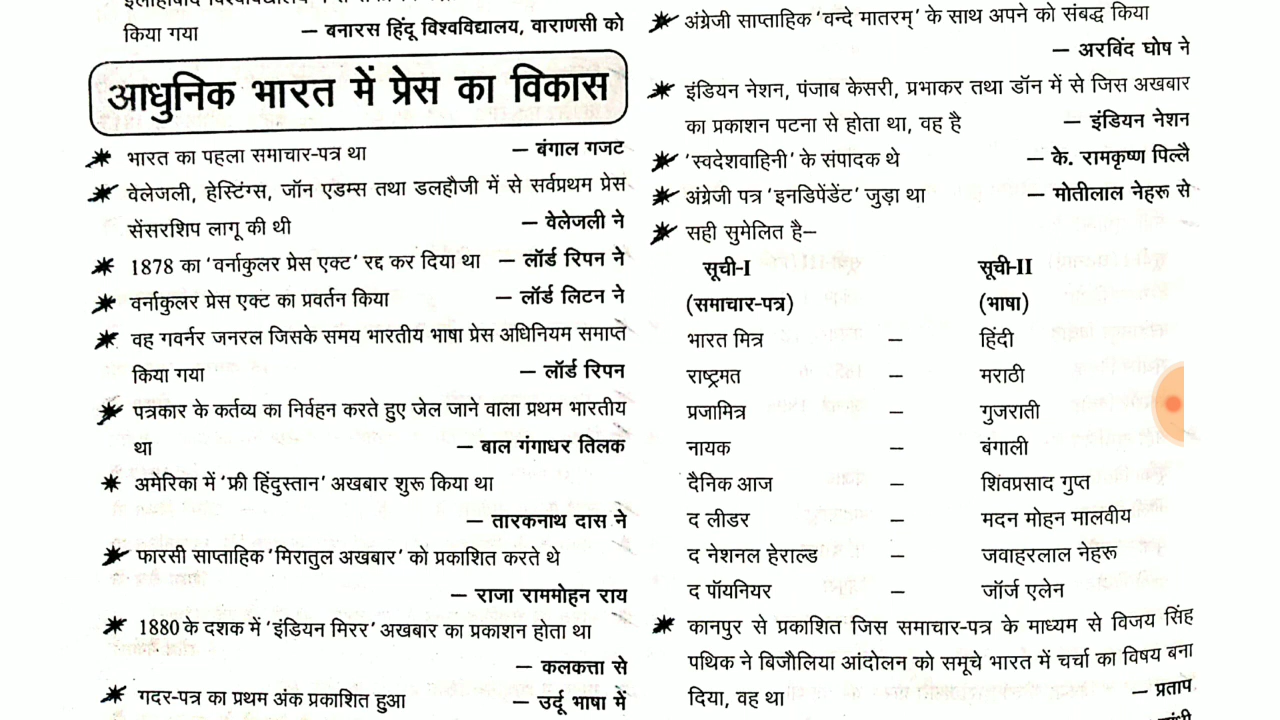 किया गया — बनारस हिंदू विश्वविद्यालय, वाराणसी को
आधुनिक भारत में प्रेस का विकास
भारत का पहला समाचार-पत्र था — बंगाल गजट
वेलेजली, हेस्टिंग्स, जॉन एडम्स तथा डलहौजी में से सर्वप्रथम प्रेस
सेंसरशिप लागू की थी — वेलेजली ने
1878 का 'वर्नाकुलर प्रेस एक्ट' रद्द कर दिया था — लॉर्ड रिपन ने
वर्नाकुलर प्रेस एक्ट का प्रवर्तन किया — लॉर्ड लिटन ने
वह गवर्नर जनरल जिसके समय भारतीय भाषा प्रेस अधिनियम समाप्त
किया गया — लॉर्ड रिपन
पत्रकार के कर्तव्य का निर्वहन करते हुए जेल जाने वाला प्रथम भारतीय
था — बाल गंगाधर तिलक
अमेरिका में 'फ्री हिंदुस्तान' अखबार शुरू किया था
— तारकनाथ दास ने
फारसी साप्ताहिक 'मिरातुल अखबार' को प्रकाशित करते थे
— राजा राममोहन राय
1880 के दशक में 'इंडियन मिरर' अखबार का प्रकाशन होता था
— कलकत्ता से
गदर-पत्र का प्रथम अंक प्रकाशित हुआ — उर्दू भाषा में
अंग्रेजी साप्ताहिक 'वन्दे मातरम्' के साथ अपने को संबद्ध किया
— अरबिंद घोष ने
इंडियन नेशन, पंजाब केसरी, प्रभाकर तथा डॉन में से जिस अखबार
का प्रकाशन पटना से होता था, वह है — इंडियन नेशन
'स्वदेशवाहिनी' के संपादक थे — के. रामकृष्ण पिल्लै
अंग्रेजी पत्र 'इनडिपेंडेंट' जुड़ा था — मोतीलाल नेहरू से
सही सुमेलित है–
सूची-I सूची-II
(समाचार-पत्र) (भाषा)
भारत मित्र – हिंदी
राष्ट्रमत – मराठी
प्रजामित्र – गुजराती
नायक – बंगाली
दैनिक आज – शिवप्रसाद गुप्त
द लीडर – मदन मोहन मालवीय
द नेशनल हेराल्ड – जवाहरलाल नेहरू
द पॉयनियर – जॉर्ज एलेन
कानपुर से प्रकाशित जिस समाचार-पत्र के माध्यम से विजय सिंह
पथिक ने बिजौलिया आंदोलन को समूचे भारत में चर्चा का विषय बना
दिया, वह था — प्रताप